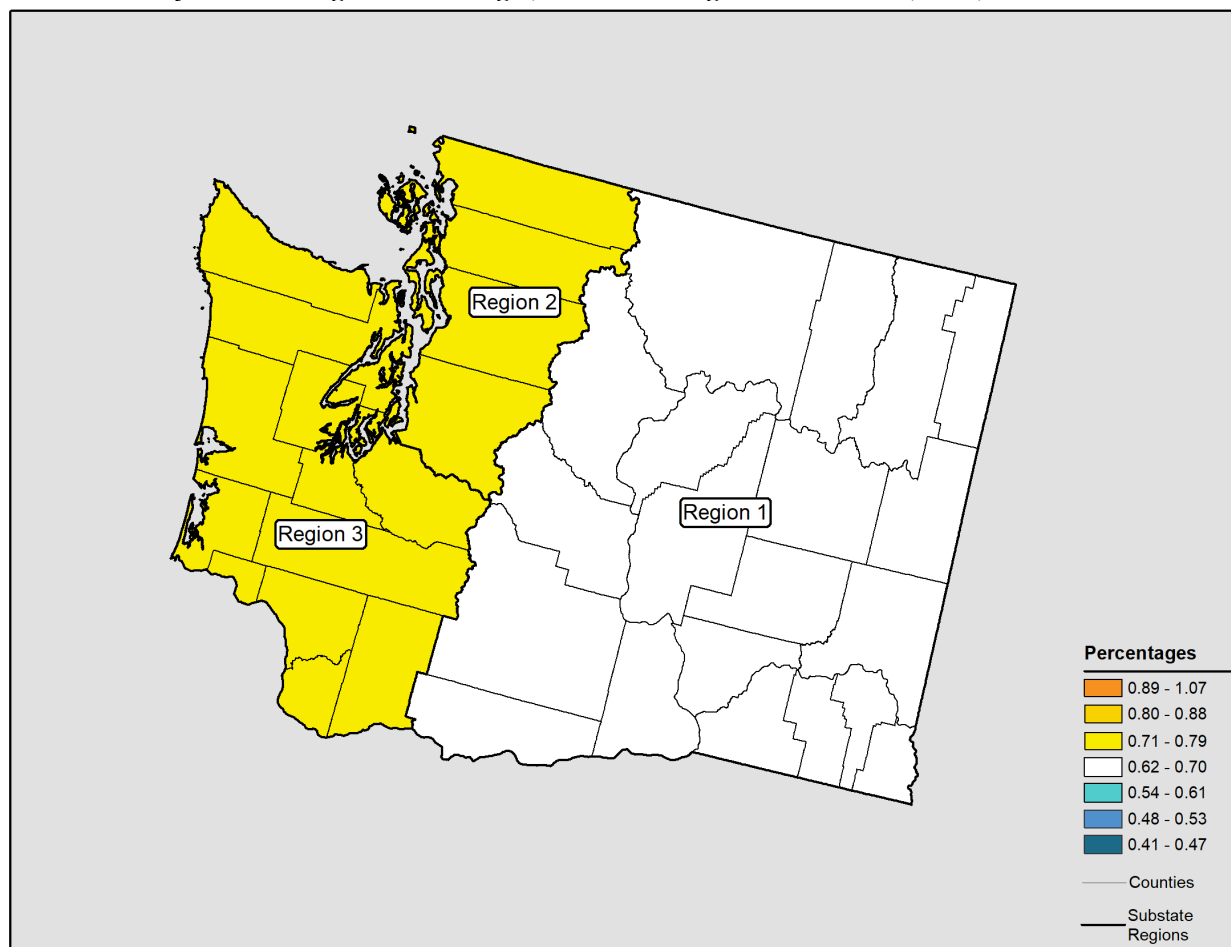 Region 2
Region 1
Region 3
Percentages
0.89 - 1.07
0.80 - 0.88
0.71 - 0.79
0.62 - 0.70
0.54 - 0.61
0.48 - 0.53
0.41 - 0.47
Counties
Substate
Regions